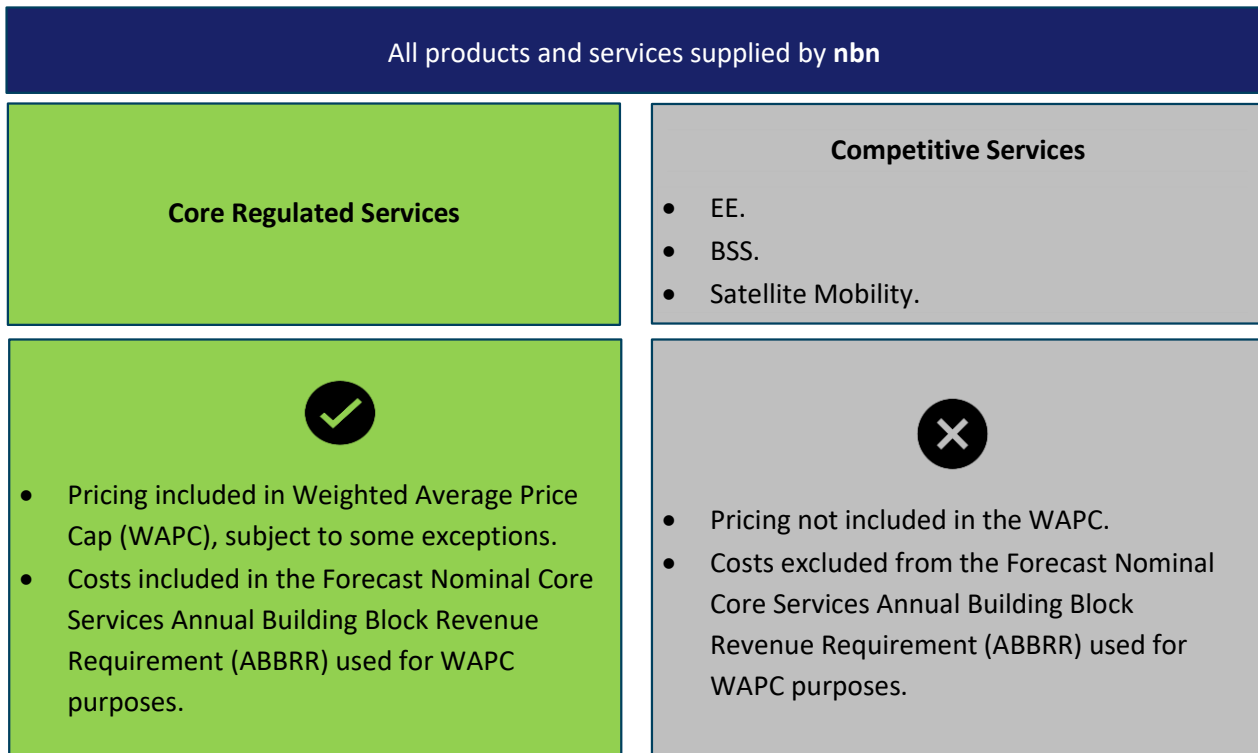 All products and services supplied by nbn
Core Regulated Services
Competitive Services
• EE.
• BSS.
• Satellite Mobility.
• Pricing included in Weighted Average Price
Cap (WAPC), subject to some exceptions.
• Costs included in the Forecast Nominal Core
Services Annual Building Block Revenue
Requirement (ABBRR) used for WAPC
purposes.
• Pricing not included in the WAPC.
• Costs excluded from the Forecast Nominal
Core Services Annual Building Block
Revenue Requirement (ABBRR) used for
WAPC purposes.